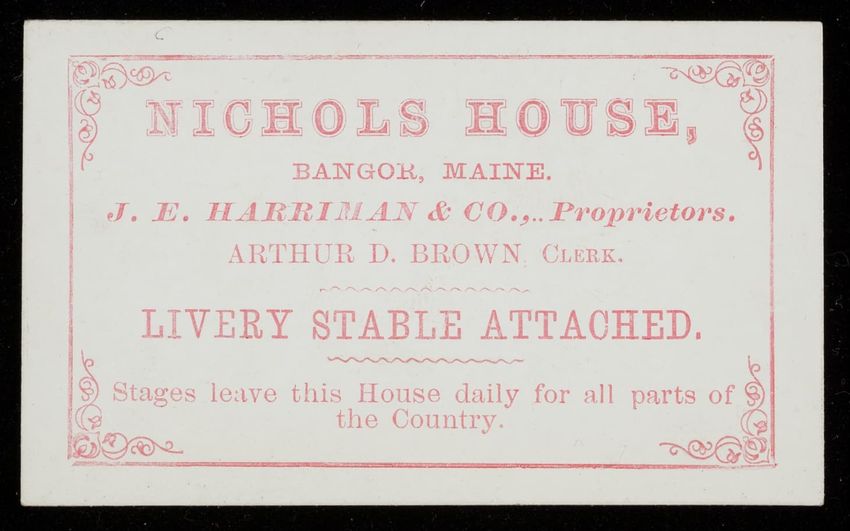 NICHOLS HOUSE,
BANGOR, MAINE.
J. E. HARRIMAN & CO.,.. Proprietors.
ARTHUR D. BROWN, CLERK.
LIVERY STABLE ATTACHED.
Stages leave this House daily for all parts of
the Country.